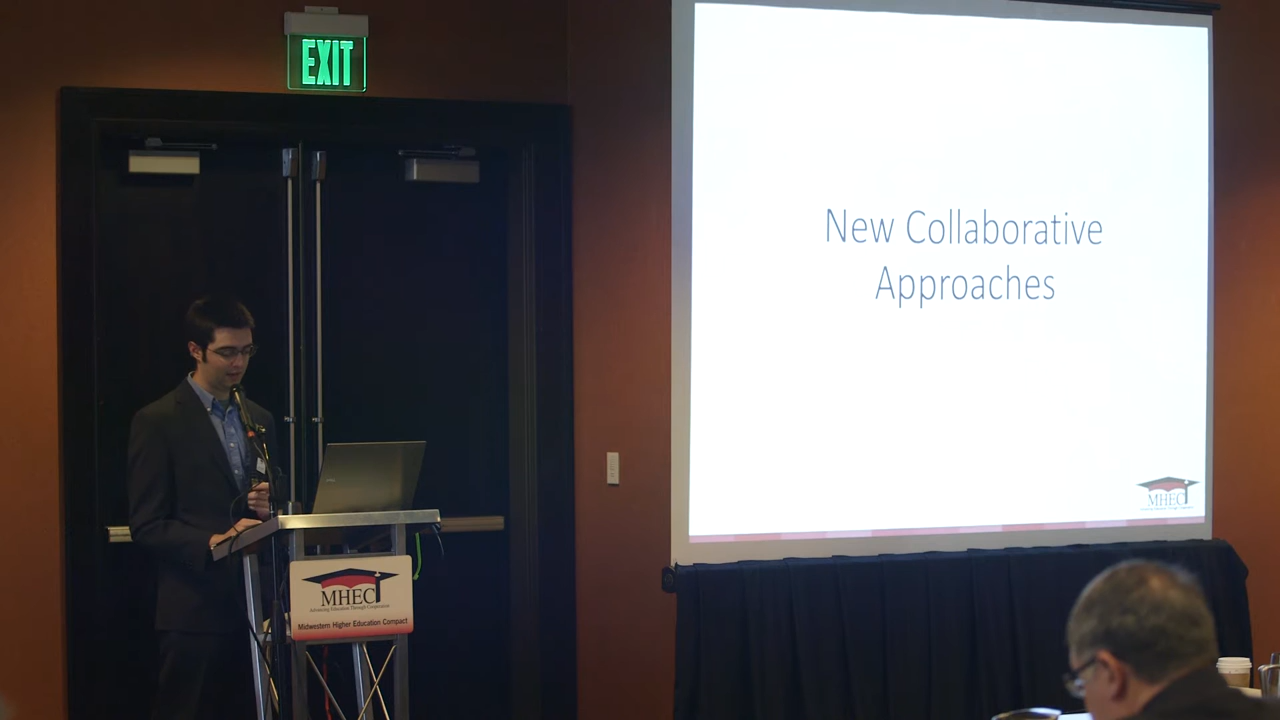 EXIT
New Collaborative
Approaches
MHEC
MHEC
Advancing Education Through Cooperation
Midwestern Higher Education Compact